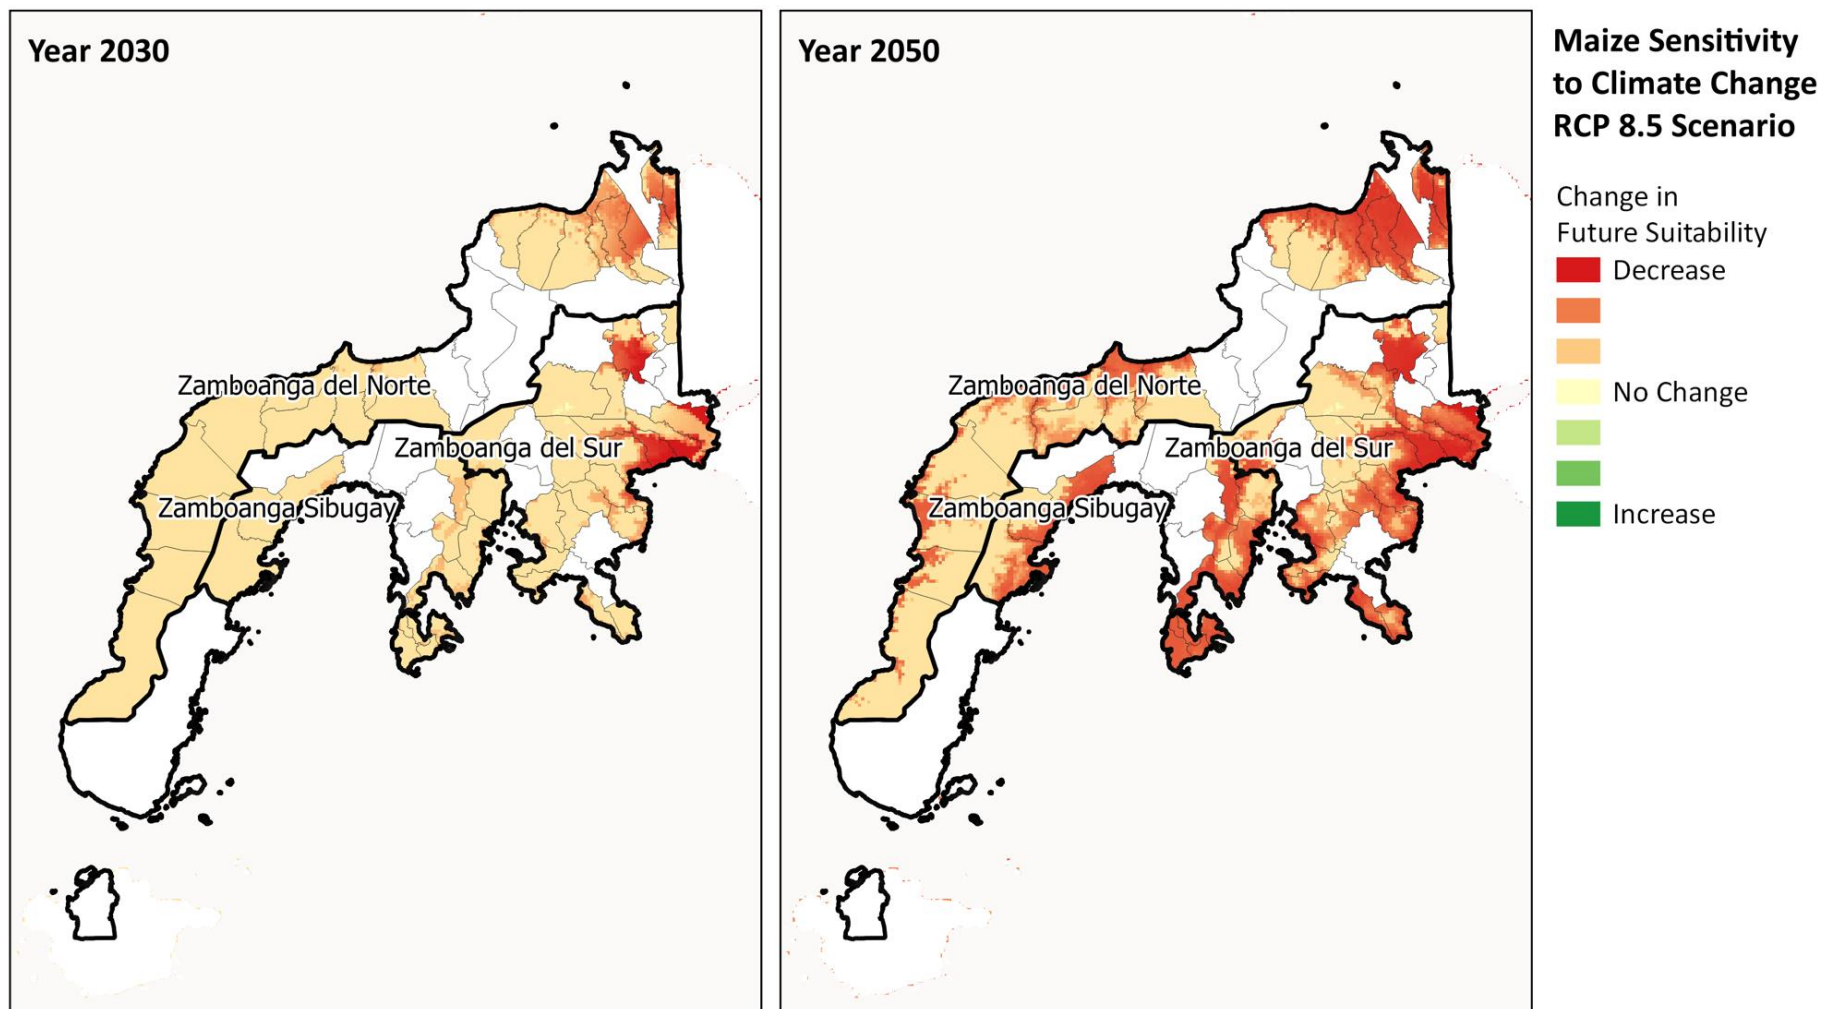 Year 2030
Zamboanga del Norte
Zamboanga del Sur
Zamboanga Sibugay
Year 2050
Zamboanga del Norte
Zamboanga del Sur
Zamboanga Sibugay
Maize Sensitivity
to Climate Change
RCP 8.5 Scenario
Change in
Future Suitability
Decrease
No Change
Increase